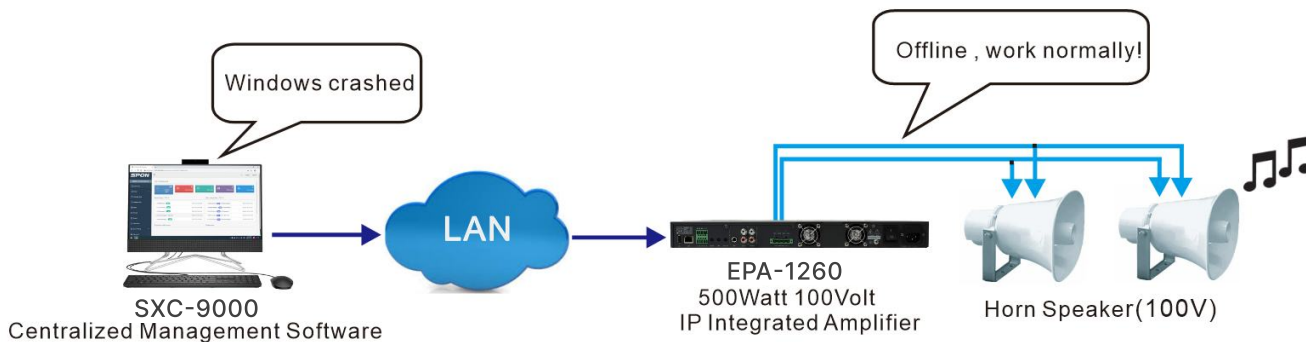 Windows crashed
Offline , work normally!
SPON
LAN
SXC-9000
Centralized Management Software
EPA-1260
500Watt 100Volt
IP Integrated Amplifier
Horn Speaker(100V)